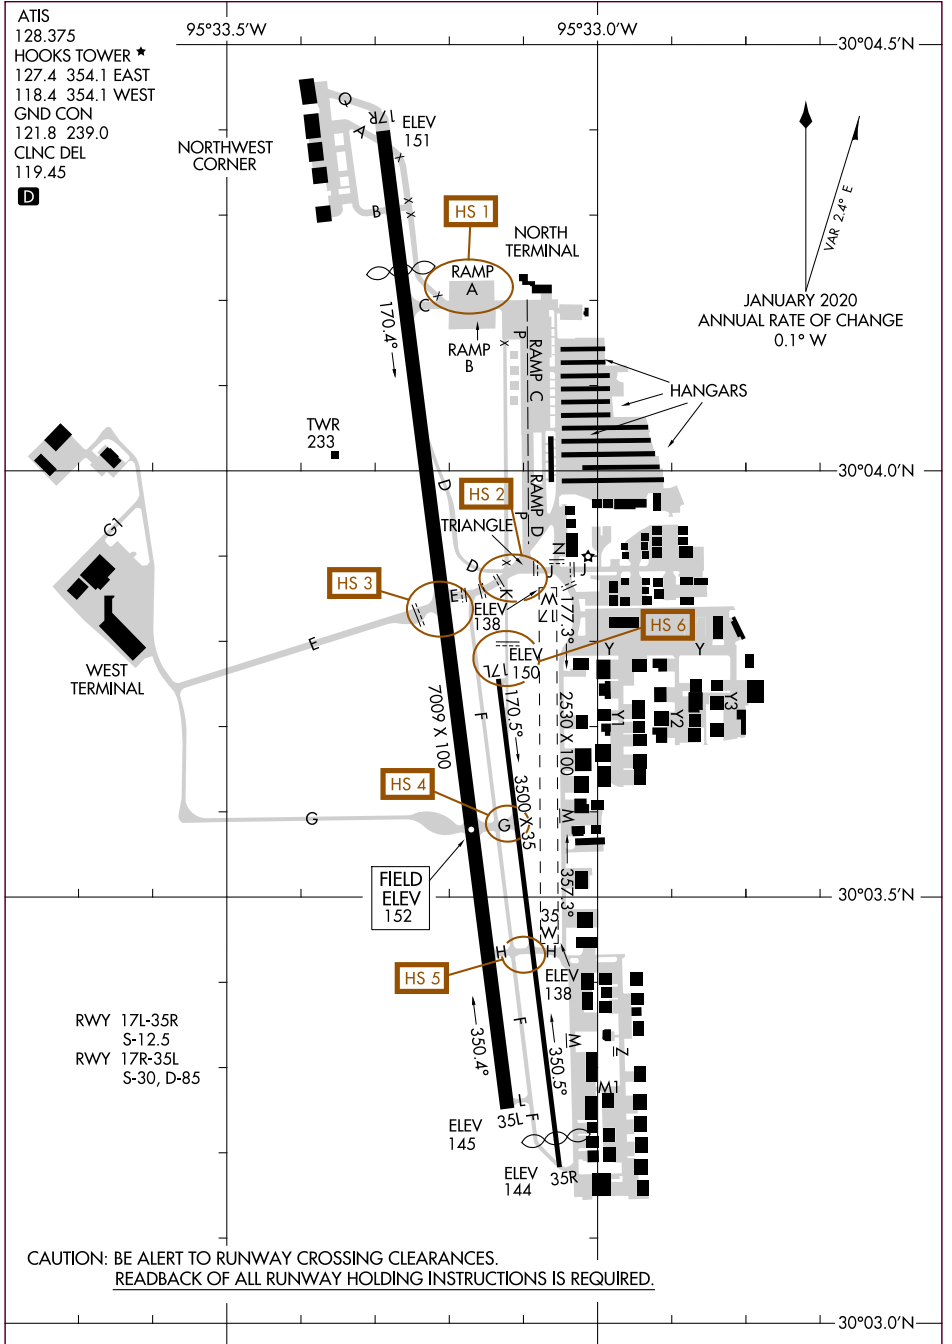 ATIS
128.375
HOOKS TOWER ★
127.4 354.1 EAST
118.4 354.1 WEST
GND CON
121.8 239.0
CLNC DEL
119.45
D
95°33.5'W
95°33.0'W
30°04.5'N
NORTHWEST
CORNER
Q
A
17R
ELEV
151
x
B
x
x
HS 1
NORTH
TERMINAL
VAR 2.4° E
JANUARY 2020
ANNUAL RATE OF CHANGE
0.1° W
RAMP
A
x
C
170.4°
RAMP
B
P
x
RAMP C
HANGARS
TWR
233
30°04.0'N
G1
D
HS 2
RAMP D
P
TRIANGLE
N
J
J
x
D
HS 3
E
K
ELEV
138
W
17
177.3°
HS 6
E
WEST
TERMINAL
ELEV
150
17L
Y
Y
7009 X 100
F
170.5°
2530 X 100
Y1
Y2
Y3
HS 4
3500 X 35
G
G
M
FIELD
ELEV
152
357.3°
30°03.5'N
35
W
H
H
HS 5
ELEV
138
RWY 17L-35R
S-12.5
RWY 17R-35L
S-30, D-85
350.4°
F
350.5°
M
Z
M1
L
F
35L
ELEV
145
ELEV
144
35R
CAUTION: BE ALERT TO RUNWAY CROSSING CLEARANCES.
READBACK OF ALL RUNWAY HOLDING INSTRUCTIONS IS REQUIRED.
30°03.0'N